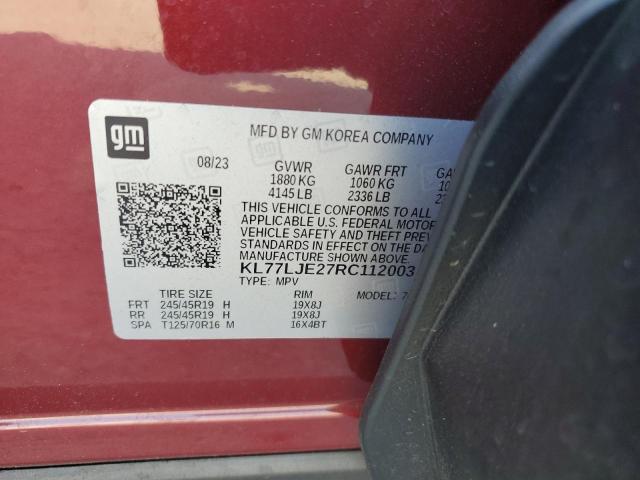 gm
MFD BY GM KOREA COMPANY
08/23 GVWR GAWR FRT
1880 KG 1060 KG
4145 LB 2336 LB
THIS VEHICLE CONFORMS TO ALL
APPLICABLE U.S. FEDERAL MOTOR
VEHICLE SAFETY AND THEFT
STANDARDS IN EFFECT ON THE
MANUFACTURE SHOWN ABOVE.
KL77LJE27RC112003
TYPE: MPV
TIRE SIZE RIM MODEL:
FRT 245/45R19 H 19X8J
RR 245/45R19 H 19X8J
SPA T125/70R16 M 16X4BT